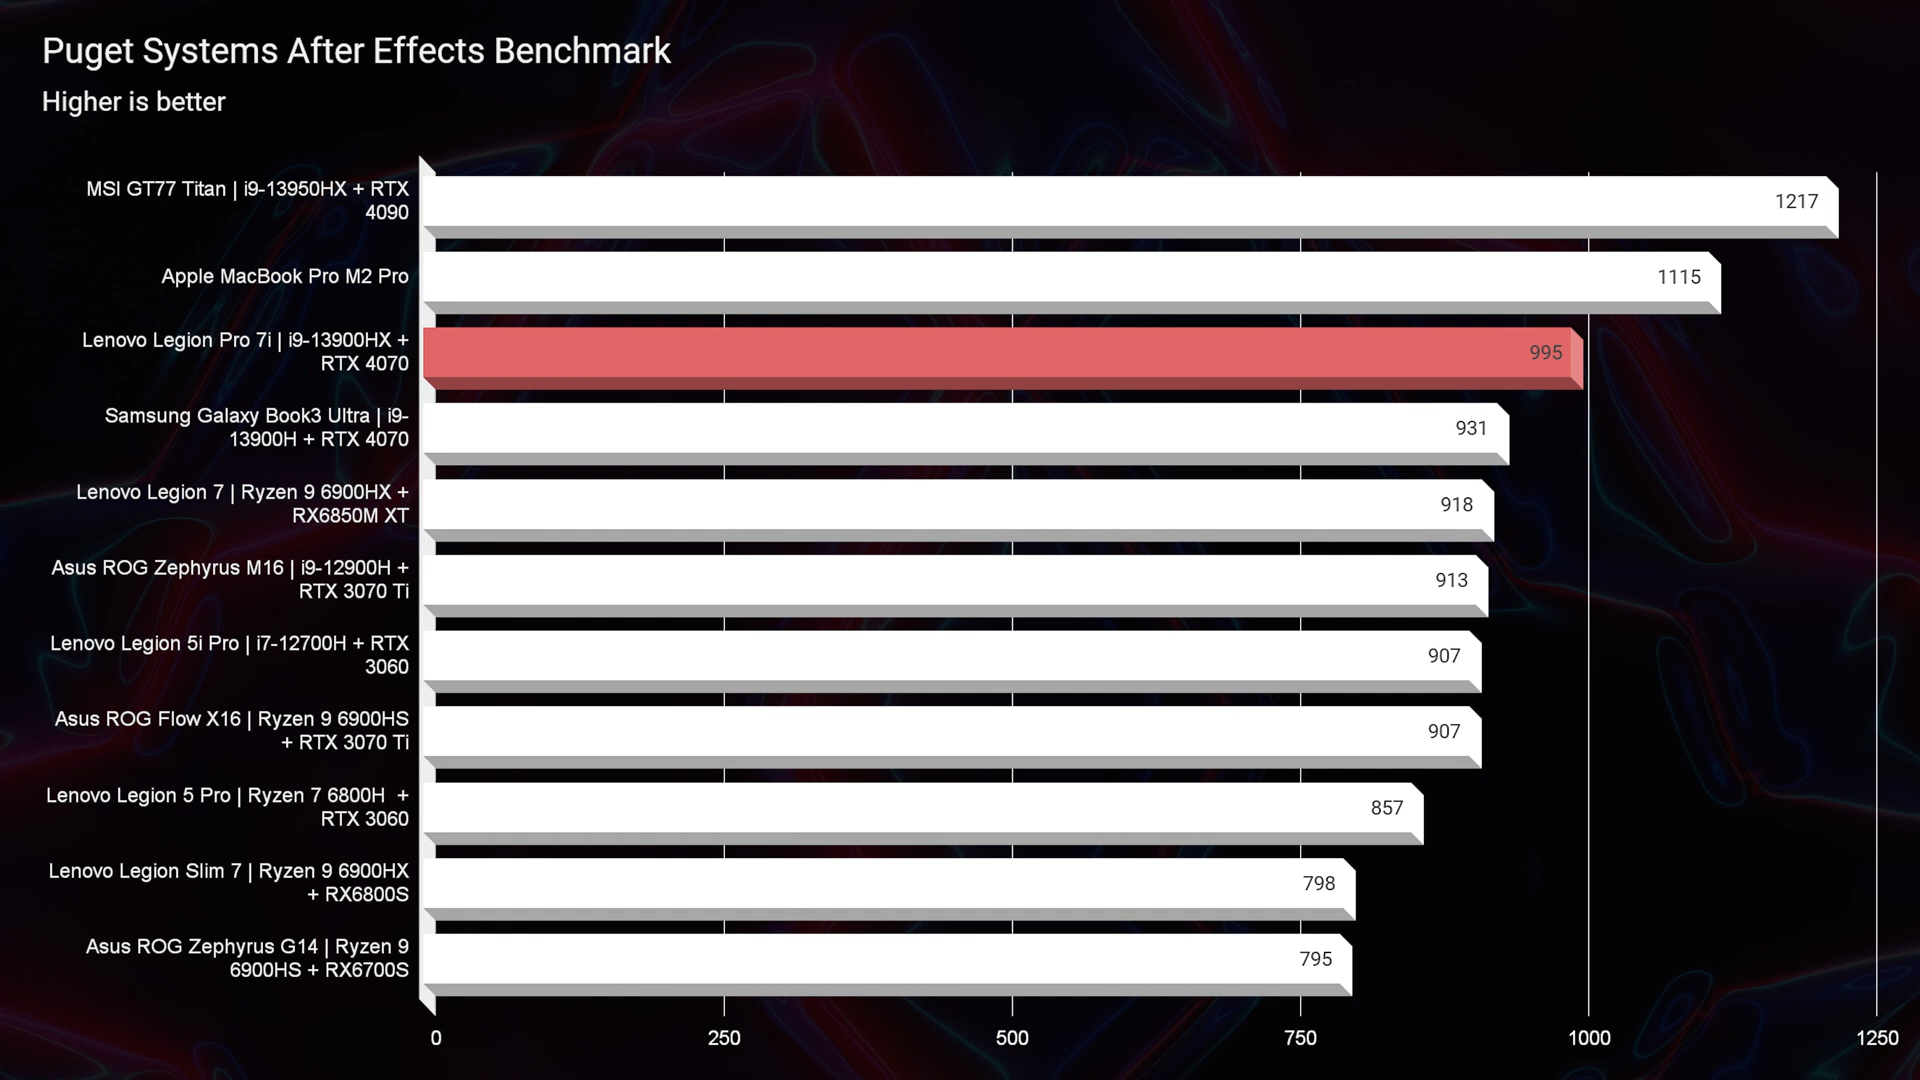 Puget Systems After Effects Benchmark
Higher is better
MSI GT77 Titan | i9-13950HX + RTX
4090
1217
Apple MacBook Pro M2 Pro
1115
Lenovo Legion Pro 7i | i9-13900HX +
RTX 4070
995
Samsung Galaxy Book3 Ultra | i9-
13900H + RTX 4070
931
Lenovo Legion 7 | Ryzen 9 6900HX +
RX6850M XT
918
Asus ROG Zephyrus M16 | i9-12900H +
RTX 3070 Ti
913
Lenovo Legion 5i Pro | i7-12700H + RTX
3060
907
Asus ROG Flow X16 | Ryzen 9 6900HS
+ RTX 3070 Ti
907
Lenovo Legion 5 Pro | Ryzen 7 6800H  +
RTX 3060
857
Lenovo Legion Slim 7 | Ryzen 9 6900HX
+ RX6800S
798
Asus ROG Zephyrus G14 | Ryzen 9
6900HS + RX6700S
795
0 250 500 750 1000 1250